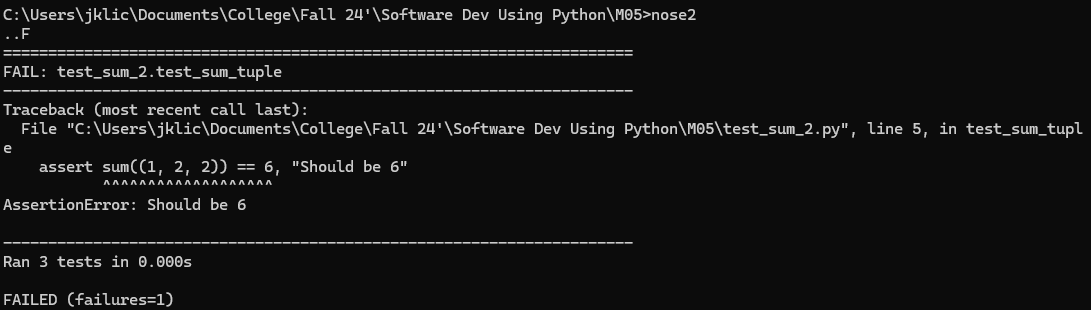 C:\Users\jklic\Documents\College\Fall 24'\Software Dev Using Python\M05>nose2
..F
======================================================================
FAIL: test_sum_2.test_sum_tuple
----------------------------------------------------------------------
Traceback (most recent call last):
  File "C:\Users\jklic\Documents\College\Fall 24'\Software Dev Using Python\M05\test_sum_2.py", line 5, in test_sum_tupl
e
    assert sum((1, 2, 2)) == 6, "Should be 6"
           ^^^^^^^^^^^^^^^^^^^
AssertionError: Should be 6

----------------------------------------------------------------------
Ran 3 tests in 0.000s

FAILED (failures=1)